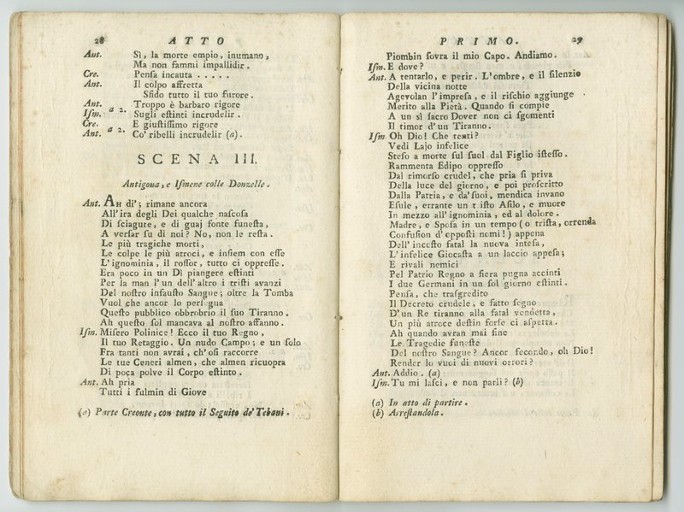 28 ATTO
Ant. Sì, la morte empio, inumano,
Ma non fammi impallidir.
Cre. Pensa incauta . . . . .
Ant. Il colpo affretta
Sfido tutto il tuo furore.
Ant. Troppo è barbaro rigore
Ism. a 2. Sugli estinti incrudelir.
Cre. E giustissimo rigore
Ant. a 2. Co' ribelli incrudelir (a).
SCENA III.
Antigona, e Ismene colle Donzelle.
Ant. AH di'; rimane ancora
All'ira degli Dei qualche nascosa
Di sciagure, e di guaj fonte funesta,
A versar su di noi? No, non le resta.
Le più tragiche morti,
Le colpe le più atroci, e insiem con esse
L'ignominia, il rossor, tutto ci oppresse.
Era poco in un Dì piangere estinti
Per la man l'un dell'altro i tristi avanzi
Del nostro infausto Sangue; oltre la Tomba
Vuol che ancor lo persegua
Questo pubblico obbrobrio il suo Tiranno.
Ah questo sol mancava al nostro affanno.
Ism. Misero Polinice! Ecco il tuo Regno,
Il tuo Retaggio. Un nudo Campo; e un solo
Fra tanti non avrai, ch'osi raccorre
Le tue Ceneri almen, che almen ricuopra
Di poca polve il Corpo estinto.
Ant. Ah pria
Tutti i fulmin di Giove
(a) Parte Creonte, con tutto il Seguito de' Tebani.
PRIMO. 29
Piombin sovra il mio Capo. Andiamo.
Ism. E dove?
Ant. A tentarlo, e perir. L'ombre, e il silenzio
Della vicina notte
Agevolan l'impresa, e il rischio aggiunge
Merito alla Pietà. Quando si compie
A un sì sacro Dover non ci sgomenti
Il timor d'un Tiranno.
Ism. Oh Dio! Che tenti?
Vedi Lajo infelice
Steso a morte sul suol dal Figlio istesso.
Rammenta Edipo oppresso
Dal rimorso crudel, che pria si priva
Della luce del giorno, e poi proscritto
Dalla Patria, e da' suoi, mendica invano
Esule, errante un tristo Asilo, e muore
In mezzo all'ignominia, ed al dolore.
Madre, e Sposa in un tempo (o trista, orrenda
Confusion d'opposti nomi!) appena
Dell'incesto fatal la nuova intesa,
L'infelice Giocasta a un laccio appesa;
E rivali nemici
Pel Patrio Regno a fiera pugna accinti
I due Germani in un sol giorno estinti.
Pensa, che trasgredito
Il Decreto crudele, e fatte segno
D'un Re tiranno alla fatal vendetta,
Un più atroce destin forse ci aspetta.
Ah quando avran mai fine
Le Tragedie funeste
Del nostro Sangue? Ancor secondo, oh Dio!
Render lo vuoi di nuovi orrori?
Ant. Addio. (a)
Ism. Tu mi lasci, e non parli? (b)
(a) In atto di partire.
(b) Arrestandola.